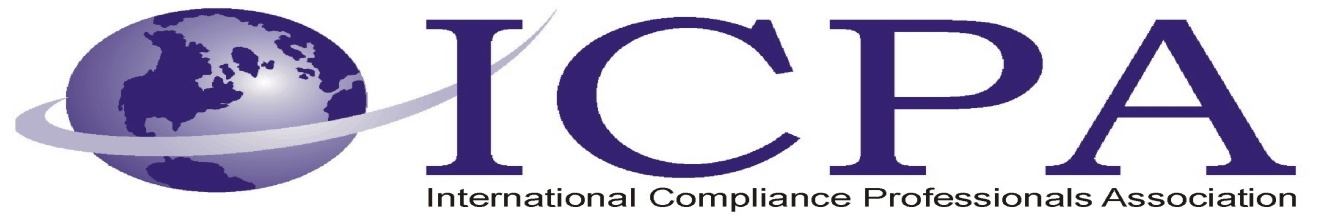 ICPA
International Compliance Professionals Association